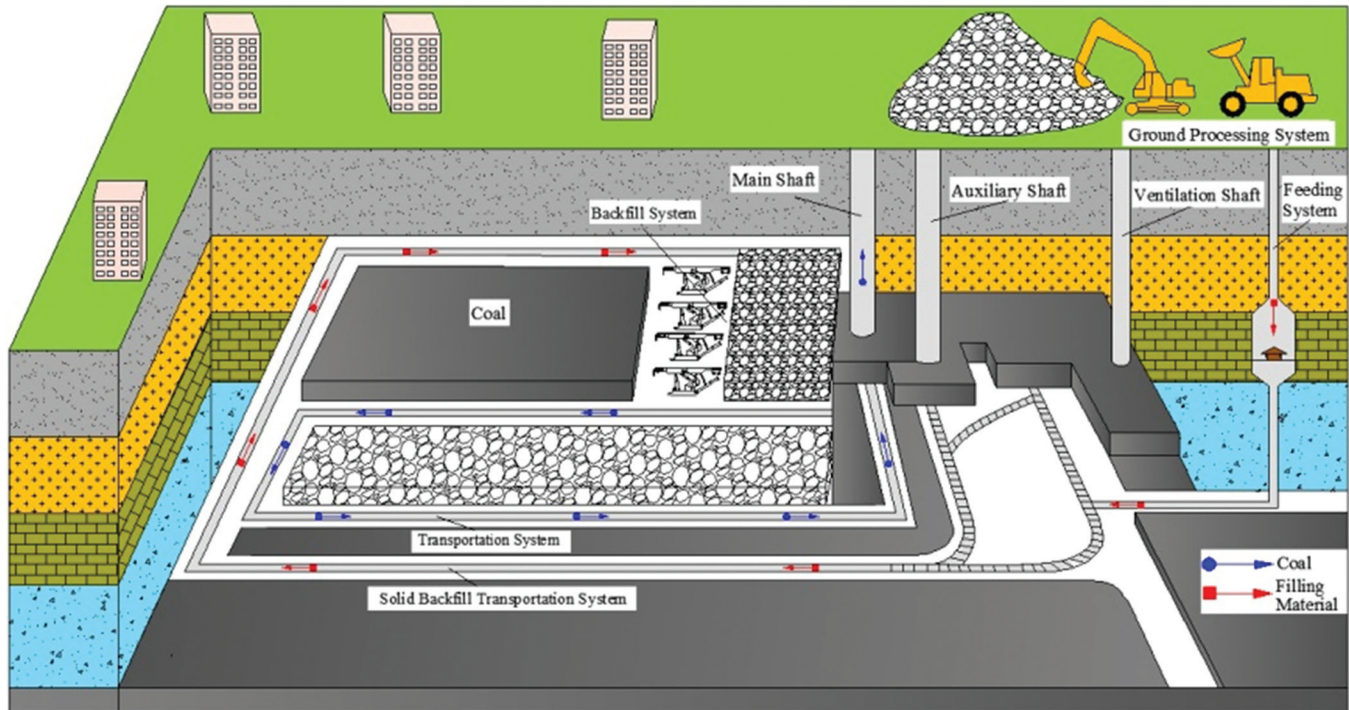 Ground Processing System
Main Shaft
Auxiliary Shaft
Ventilation Shaft
Feeding
System
Backfill System
Coal
Transportation System
Solid Backfill Transportation System
Coal
Filling
Material